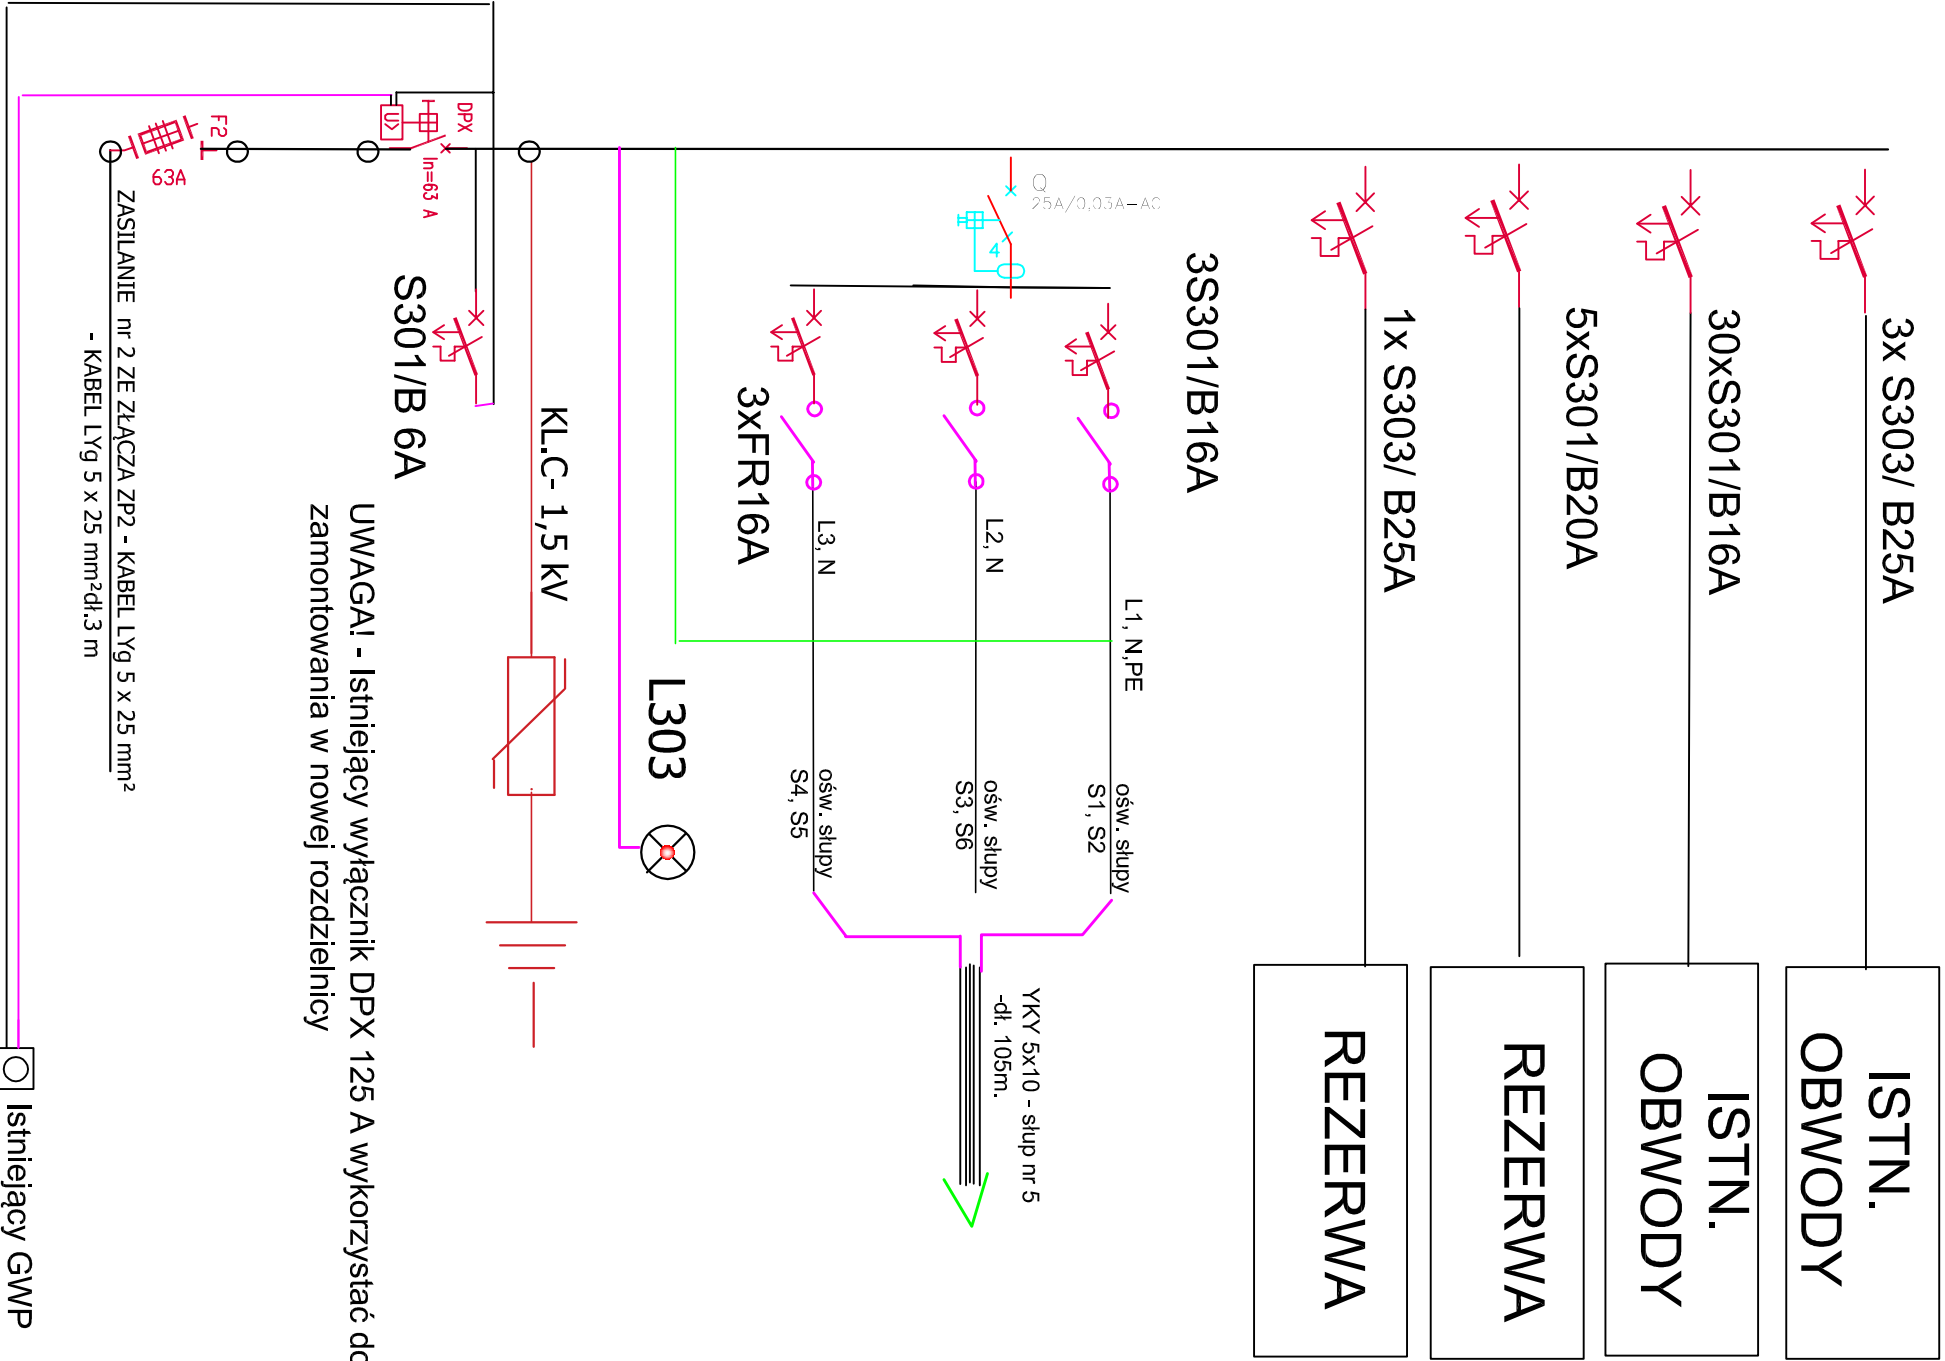 F2
63A
DPX
U>
In=63 A
ZASILANIE nr 2 ZE ZŁĄCZA ZP2 - KABEL LYg 5 x 25 mm²
- KABEL LYg 5 x 25 mm²dł.3 m
S301/B 6A
KL.C- 1,5 kV
UWAGA! - Istniejący wyłącznik DPX 125 A wykorzystać do
zamontowania w nowej rozdzielnicy
Istniejący GWP
L303
Q
25A/0,03A-AC
4
3S301/B16A
3xFR16A
L3, N
L2, N
L1, N,PE
ośw. słupy
S4, S5
ośw. słupy
S3, S6
ośw. słupy
S1, S2
YKY 5x10 - słup nr 5
-dł. 105m.
1x S303/ B25A
REZERWA
5xS301/B20A
REZERWA
30xS301/B16A
ISTN.
OBWODY
3x S303/ B25A
ISTN.
OBWODY